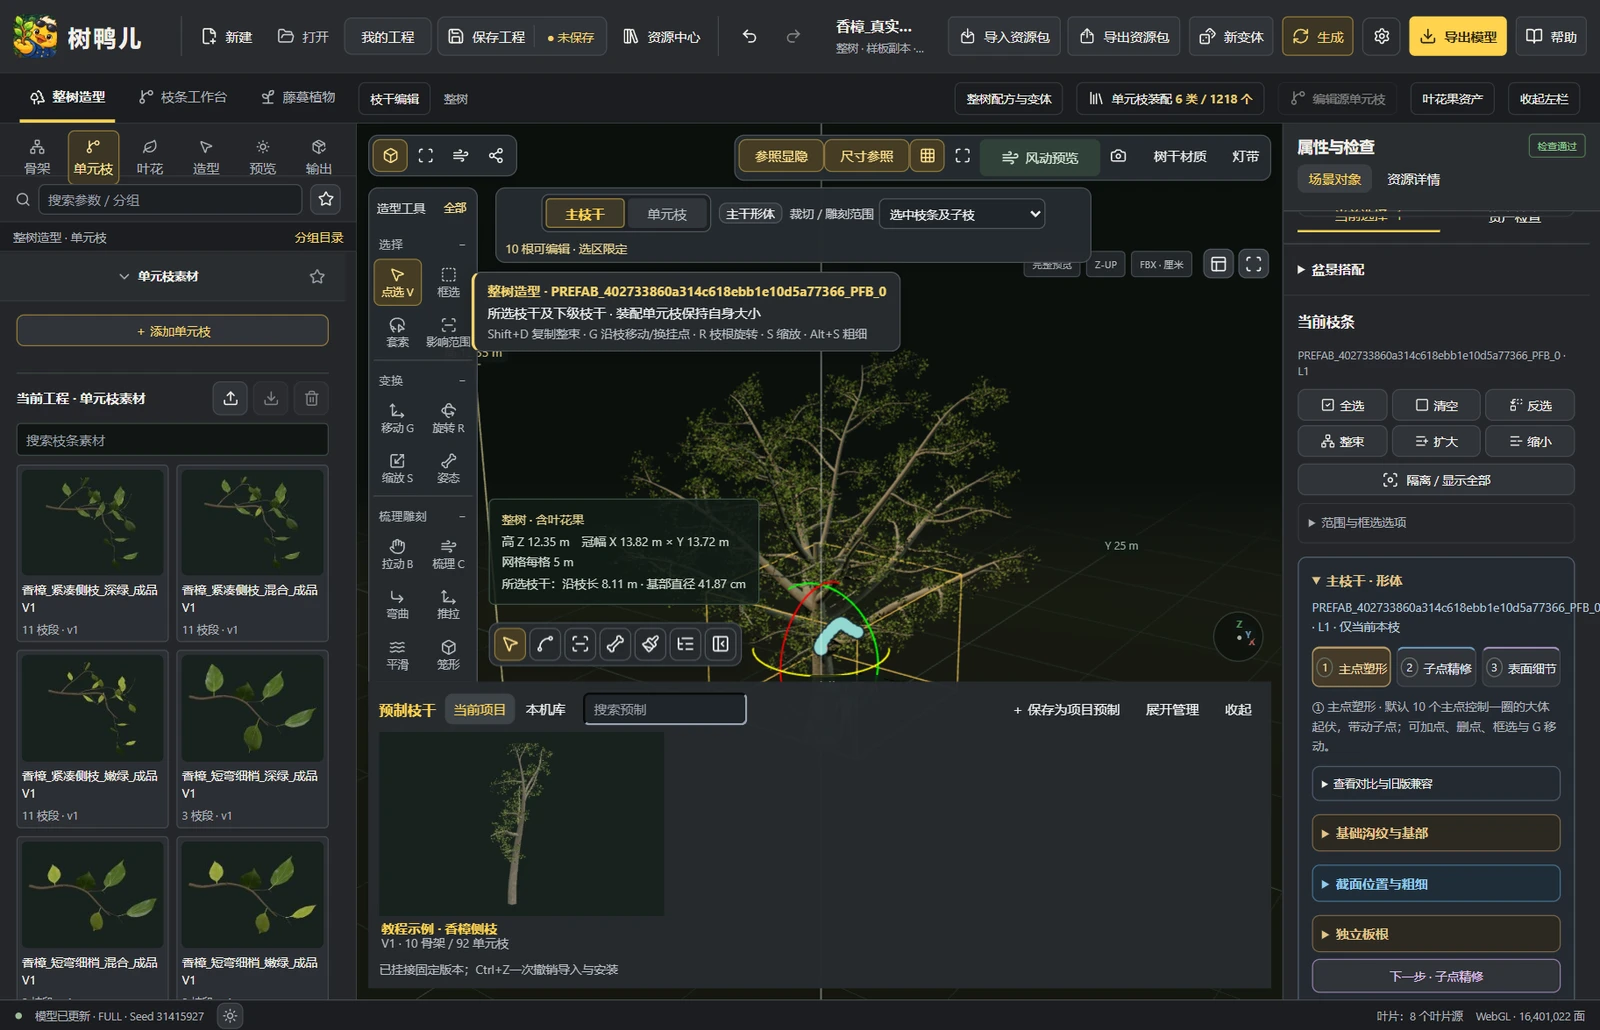 树鸭儿
新建
打开
我的工程
保存工程
● 未保存
资源中心
香樟_真实...
整树 · 样板副本 ·...
导入资源包
导出资源包
新变体
生成
导出模型
帮助
整树造型
枝条工作台
藤蔓植物
枝干编辑
整树
整树配方与变体
单元枝装配 6 类 / 1218 个
编辑源单元枝
叶花果资产
收起左栏
骨架
单元枝
叶花
造型
预览
输出
搜索参数 / 分组
整树造型 · 单元枝
分组目录
单元枝素材
+ 添加单元枝
当前工程 · 单元枝素材
搜索枝条素材
香樟_紧凑侧枝_深绿_成品
V1
11 枝段 · v1
香樟_紧凑侧枝_混合_成品
V1
11 枝段 · v1
香樟_紧凑侧枝_嫩绿_成品
V1
11 枝段 · v1
香樟_短弯细梢_深绿_成品
V1
3 枝段 · v1
香樟_短弯细梢_混合_成品
V1
香樟_短弯细梢_嫩绿_成品
V1
参照显隐
尺寸参照
风动预览
树干材质
灯带
造型工具
全部
选择
点选 V
框选
套索
影响范围
变换
移动 G
旋转 R
缩放 S
姿态
梳理雕刻
拉动 B
梳理 C
弯曲
推拉
平滑
笼形
主枝干
单元枝
主干形体
裁切 / 雕刻范围
选中枝条及子枝
10 根可编辑 · 选区限定
完整预览
Z-UP
FBX · 厘米
整树造型 · PREFAB_402733860a314c618ebb1e10d5a77366_PFB_0
所选枝干及下级枝干 · 装配单元枝保持自身大小
Shift+D 复制整束 · G 沿枝移动/换挂点 · R 枝根旋转 · S 缩放 · Alt+S 粗细
整树 · 含叶花果
高 Z 12.35 m 冠幅 X 13.82 m × Y 13.72 m
网格每格 5 m
所选枝干：沿枝长 8.11 m · 基部直径 41.87 cm
Y 25 m
Z
Y
X
预制枝干
当前项目
本机库
搜索预制
+ 保存为项目预制
展开管理
收起
教程示例 · 香樟侧枝
V1 · 10 骨架 / 92 单元枝
已挂接固定版本；Ctrl+Z一次撤销导入与安装
属性与检查
检查通过
场景对象
资源详情
盆景搭配
当前枝条
PREFAB_402733860a314c618ebb1e10d5a77366_PFB_0 ·
L1
全选
清空
反选
整束
扩大
缩小
隔离 / 显示全部
范围与框选选项
主枝干 · 形体
PREFAB_402733860a314c618ebb1e10d5a77366_PFB_0
· L1 · 仅当前本枝
1 主点塑形
2 子点精修
3 表面细节
① 主点塑形 · 默认 10 个主点控制一圈的大体
起伏，带动子点；可加点、删点、框选与 G 移
动。
查看对比与旧版兼容
基础沟纹与基部
截面位置与粗细
独立板根
下一步 · 子点精修
模型已更新 · FULL · Seed 31415927
叶片：8 个叶片源
WebGL · 16,401,022 面